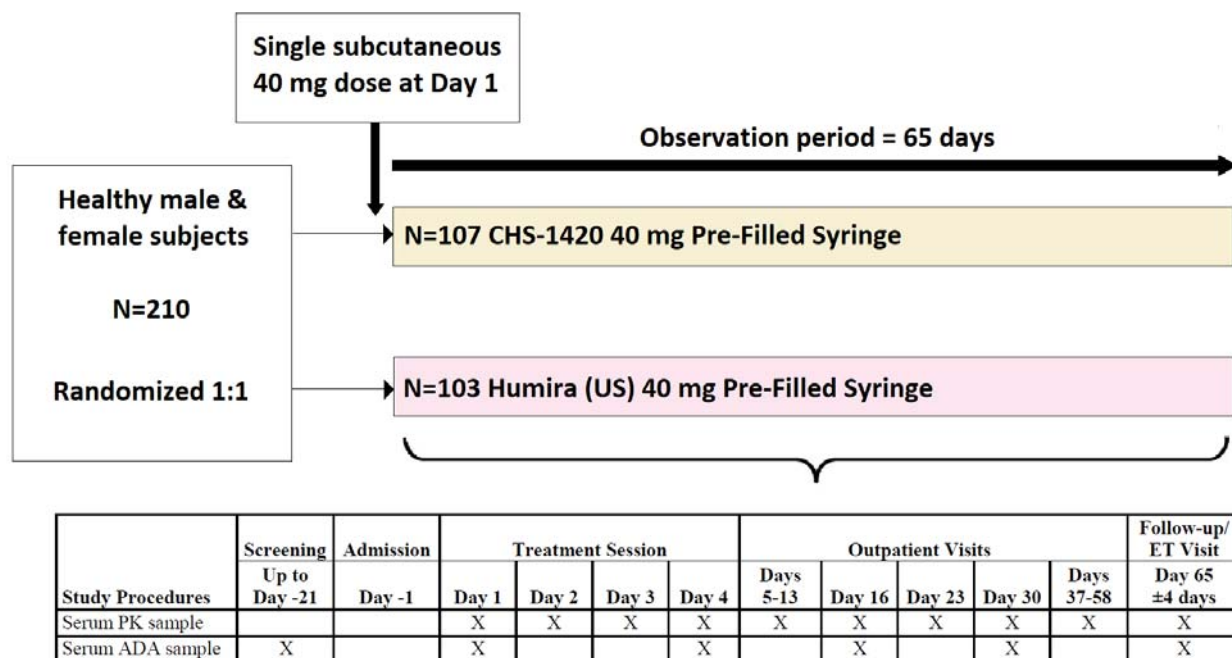 Single subcutaneous
40 mg dose at Day 1
Observation period = 65 days
Healthy male &
female subjects
N=210
Randomized 1:1
N=107 CHS-1420 40 mg Pre-Filled Syringe
N=103 Humira (US) 40 mg Pre-Filled Syringe
Screening Admission Treatment Session Outpatient Visits Follow-up/
ET Visit
Study Procedures Up to
Day -21 Day -1 Day 1 Day 2 Day 3 Day 4 Days
5-13 Day 16 Day 23 Day 30 Days
37-58 Day 65
±4 days
Serum PK sample X X X X X X X X X X
Serum ADA sample X X X X X X